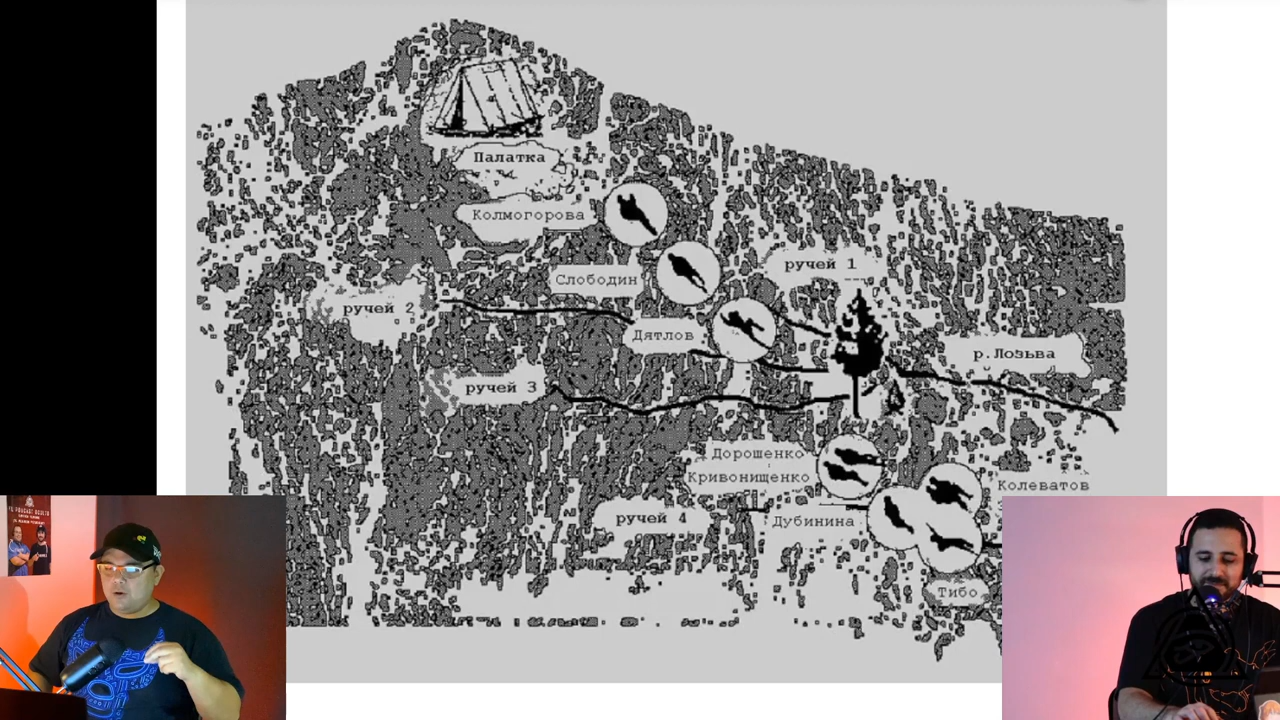 Палатка
Колмогорова
Слободин
ручей 1
ручей 2
Дятлов
р.Лозьва
ручей 3
Дорошенко
Кривонищенко
Колеватов
ручей 4
Дубинина
Тибо